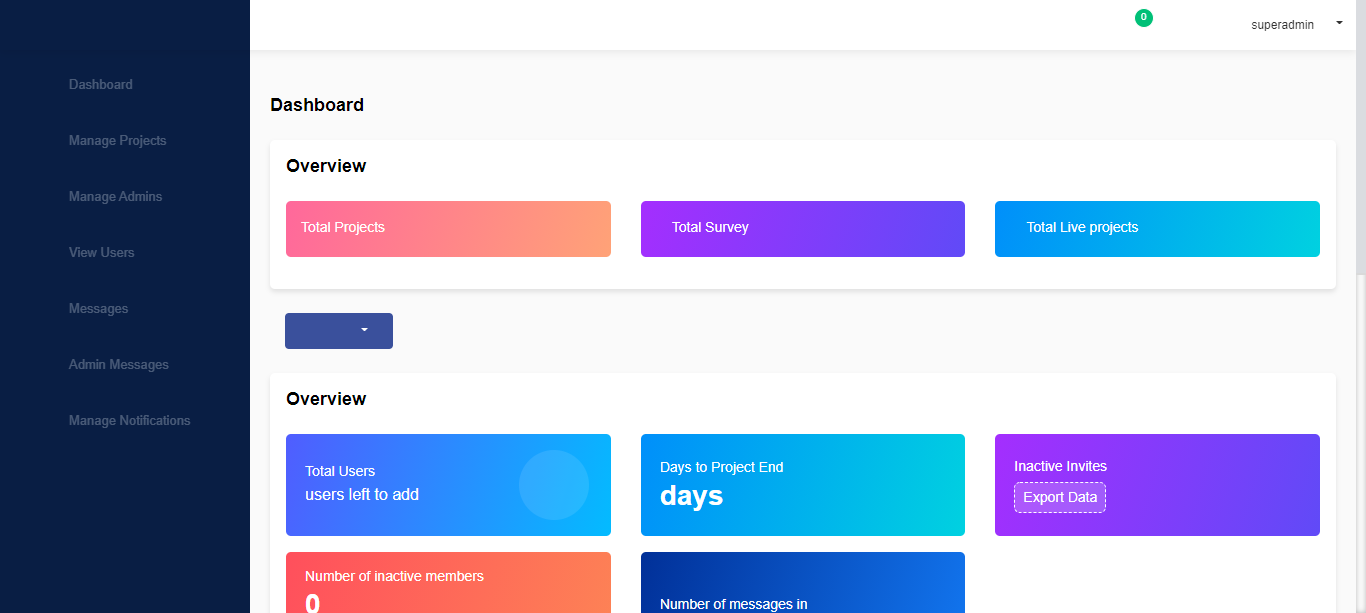 0
superadmin
Dashboard
Manage Projects
Manage Admins
View Users
Messages
Admin Messages
Manage Notifications
Dashboard
Overview
Total Projects
Total Survey
Total Live projects
Overview
Total Users
users left to add
Days to Project End
days
Inactive Invites
Export Data
Number of inactive members
0
Number of messages in